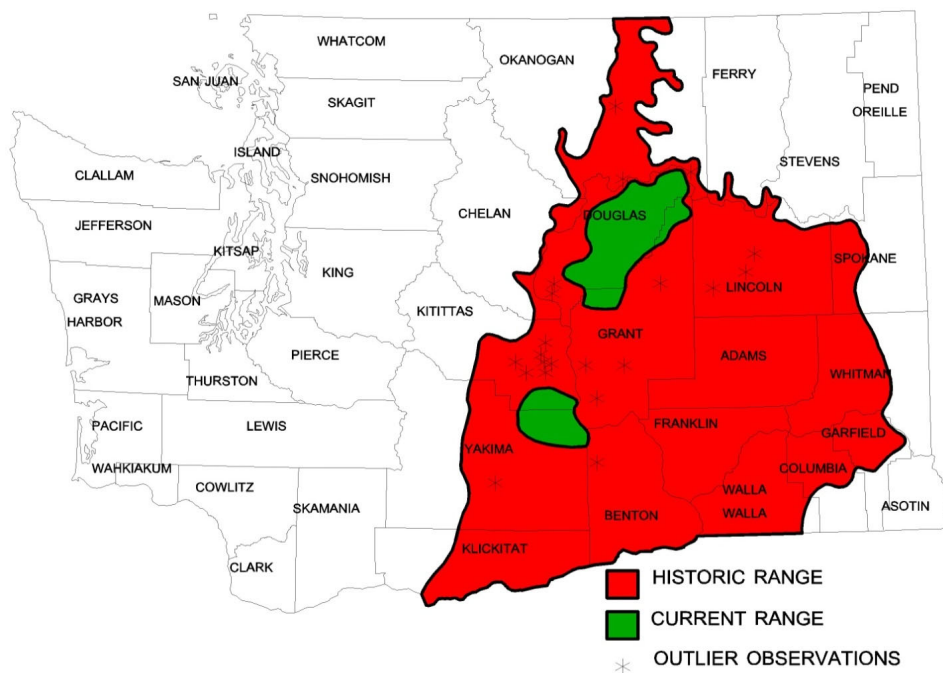 WHATCOM
OKANOGAN
SAN JUAN
FERRY
PEND
OREILLE
SKAGIT
ISLAND
STEVENS
CLALLAM
SNOHOMISH
CHELAN
DOUGLAS
JEFFERSON
KITSAP
SPOKANE
KING
LINCOLN
GRAYS
HARBOR
MASON
KITITTAS
GRANT
PIERCE
ADAMS
THURSTON
WHITMAN
PACIFIC
LEWIS
FRANKLIN
GARFIELD
YAKIMA
WAHKIAKUM
COLUMBIA
COWLITZ
WALLA
WALLA
ASOTIN
SKAMANIA
BENTON
KLICKITAT
CLARK
HISTORIC RANGE
CURRENT RANGE
OUTLIER OBSERVATIONS